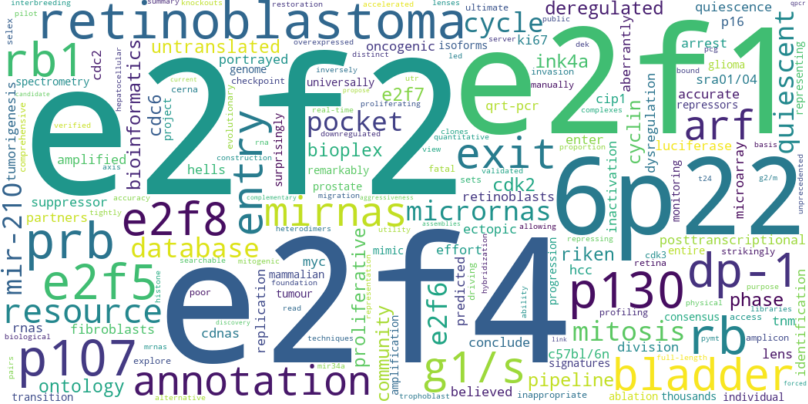 interbreeding
pilot
selex
summary
knockouts
accelerated
lenses
qpcr
retinoblastoma
cycle
deregulated
restoration
ultimate
public
quiescence
p16
rb1
cdc2
untranslated
oncogenic
isoforms
ki67
server
dek
pcg
arrest
spectrometry
portrayed
overexpressed
distinct
led
invasion
bound
glioma
aberrantly
genome
inversely
ink4a
manually
sra01/04
accurate
repressors
representing
quiescent
hepatocellular
checkpoint
cerna
universally
e2f7
utr
proliferating
e2f2
e2f1
current
candidate
cdc6
project
evolutionary
real-time
downregulated
qrt-pcr
cip1
complexes
tumorigenesis
comprehensive
bioinformatics
surprisingly
pocket
clones
quantitative
view
enter
arf
verified
axis
rna
bioplex
exit
cyclin
dysregulation
luciferase
proportion
basis
amplified
hells
construction
remarkably
fatal
validated
cdk2
sets
inactivation
microarray
t24
g2/m
unprecedented
suppressor
entry
prostate
retinoblasts
6p22
monitoring
accuracy
partners
tightly
e2f8
mirnas
micrornas
migration
aggressiveness
complementary
utility
allowing
mir-210
prb
database
heterodimers
assemblies
ectopic
repressing
posttranscriptional
searchable
mitogenic
mimic
effort
riken
entire
strikingly
e2f5
histone
myc
mammalian
foundation
e2f4
proliferative
representation
e2f6
predicted
driving
hybridization
progression
hcc
cdk3
retina
purpose
dp-1
resource
poor
replication
tumour
read
community
amplification
ability
p130
phase
profiling
physical
libraries
rnas
fibroblasts
cdnas
techniques
conclude
mitosis
consensus
access
tnm
identification
biological
mrnas
explore
discovery
g1/s
division
rb
amplicon
lens
p107
annotation
c57bl/6n
signatures
pymt
full-length
pairs
ontology
mir34a
link
believed
pipeline
bladder
transition
alternative
trophoblast
inappropriate
ablation
thousands
individual
forced